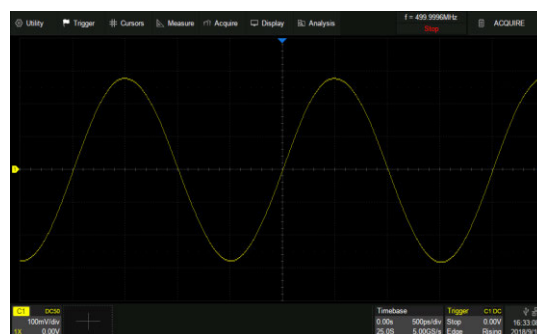 Utility Trigger Cursors Measure Acquire Display Analysis
f = 499.9996MHz
Stop
ACQUIRE
C1 DC50
100mV/div
1X 0.00V
Timebase
0.00s 500ps/div
25.0S 5.00GS/s
Trigger C1 DC
Stop 0.00V
Edge Rising
16:33:08